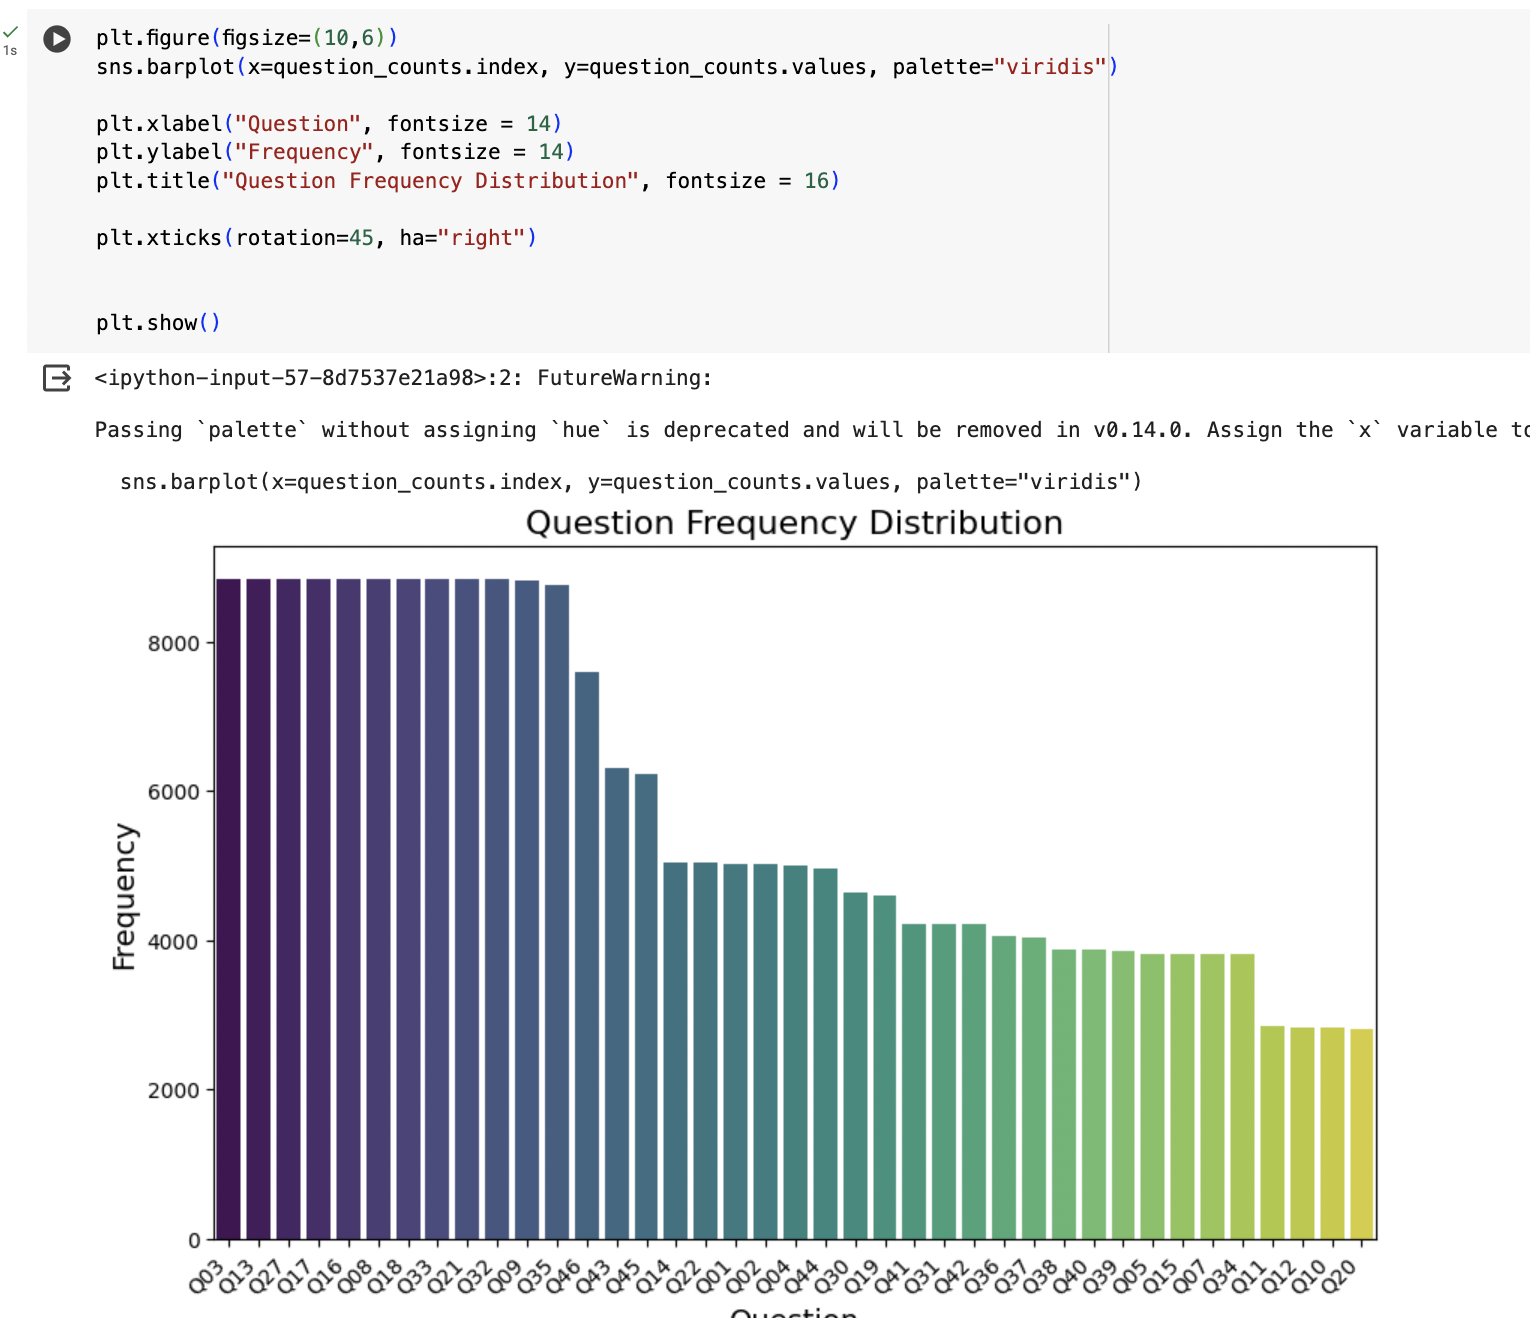 1s
plt.figure(figsize=(10,6))
sns.barplot(x=question_counts.index, y=question_counts.values, palette="viridis")
plt.xlabel("Question", fontsize = 14)
plt.ylabel("Frequency", fontsize = 14)
plt.title("Question Frequency Distribution", fontsize = 16)
plt.xticks(rotation=45, ha="right")
plt.show()
<ipython-input-57-8d7537e21a98>:2: FutureWarning:
Passing `palette` without assigning `hue` is deprecated and will be removed in v0.14.0. Assign the `x` variable to
sns.barplot(x=question_counts.index, y=question_counts.values, palette="viridis")
Question Frequency Distribution
Frequency
8000
6000
4000
2000
0
Q03 Q13 Q27 Q17 Q16 Q08 Q18 Q33 Q21 Q32 Q09 Q35 Q46 Q43 Q45 Q14 Q22 Q01 Q02 Q04 Q44 Q30 Q19 Q41 Q31 Q42 Q36 Q37 Q38 Q40 Q39 Q05 Q15 Q07 Q34 Q11 Q12 Q10 Q20
Question